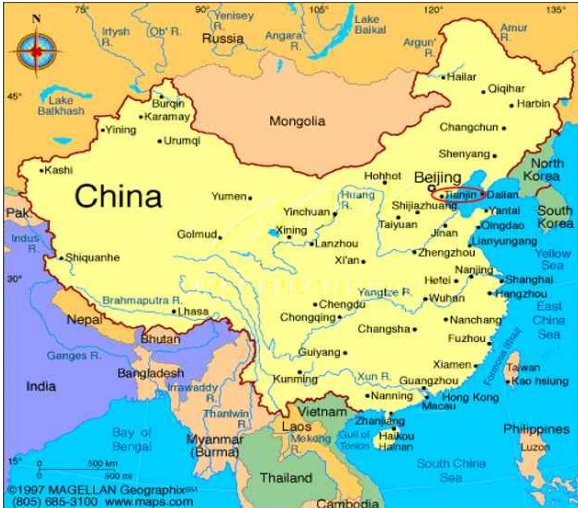 75°
90°
105°
120°
135°
Irtysh
R.
Ob' R.
Yenisey
R.
Russia
Angara
R.
Lake
Baikal
Argun'
R.
Amur
R.
45°
Lake
Balkhash
Burqin
Karamay
Yining
Urumqi
Mongolia
Hailar
Qiqihar
Harbin
Changchun
Shenyang
Kashi
China
Yumen
Hohhot
Huang
R.
Beijing
Tianjin
Dalian
North
Korea
South
Korea
Yinchuan
Shijiazhuang
Taiyuan
Yantai
Pak.
Indus
R.
Golmud
Xining
Lanzhou
Jinan
Qingdao
Lianyungang
Yellow
Sea
Shiquanhe
Xi'an
Zhengzhou
30°
Nanjing
Hefei
Shanghai
Hangzhou
Brahmaputra R.
Lhasa
Chengdu
Chongqing
Yangtze R.
Wuhan
East
China
Sea
Nepal
Bhutan
Changsha
Nanchang
Fuzhou
Ganges R.
Bangladesh
Guiyang
Xiamen
Formosa Strait
Taiwan
Kao hsiung
India
Irrawaddy
R.
Kunming
Xun R.
Guangzhou
Hong Kong
Macau
Nanning
Thanlwin
R.
Vietnam
Laos
Zhanjiang
Haikou
Hainan
Gulf of
Tonkin
Bay of
Bengal
Myanmar
(Burma)
Mekong
R.
Philippines
Luzon
South China
Sea
15°
0
500 km
0
500 mi
Thailand
Cambodia
©1997 MAGELLAN Geographix℠
(805) 685-3100 www.maps.com